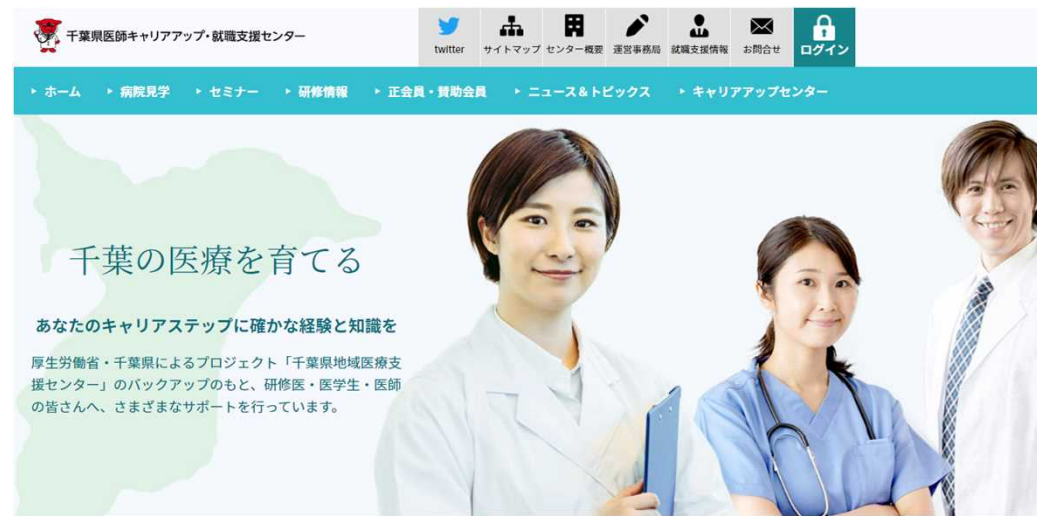 千葉県医師キャリアアップ・就職支援センター
twitter
サイトマップ
センター概要
運営事務局
就職支援情報
お問合せ
ログイン
ホーム
病院見学
セミナー
研修情報
正会員・賛助会員
ニュース&トピックス
キャリアアップセンター
千葉の医療を育てる
あなたのキャリアステップに確かな経験と知識を
厚生労働省・千葉県によるプロジェクト「千葉県地域医療支
援センター」のバックアップのもと、研修医・医学生・医師
の皆さんへ、さまざまなサポートを行っています。